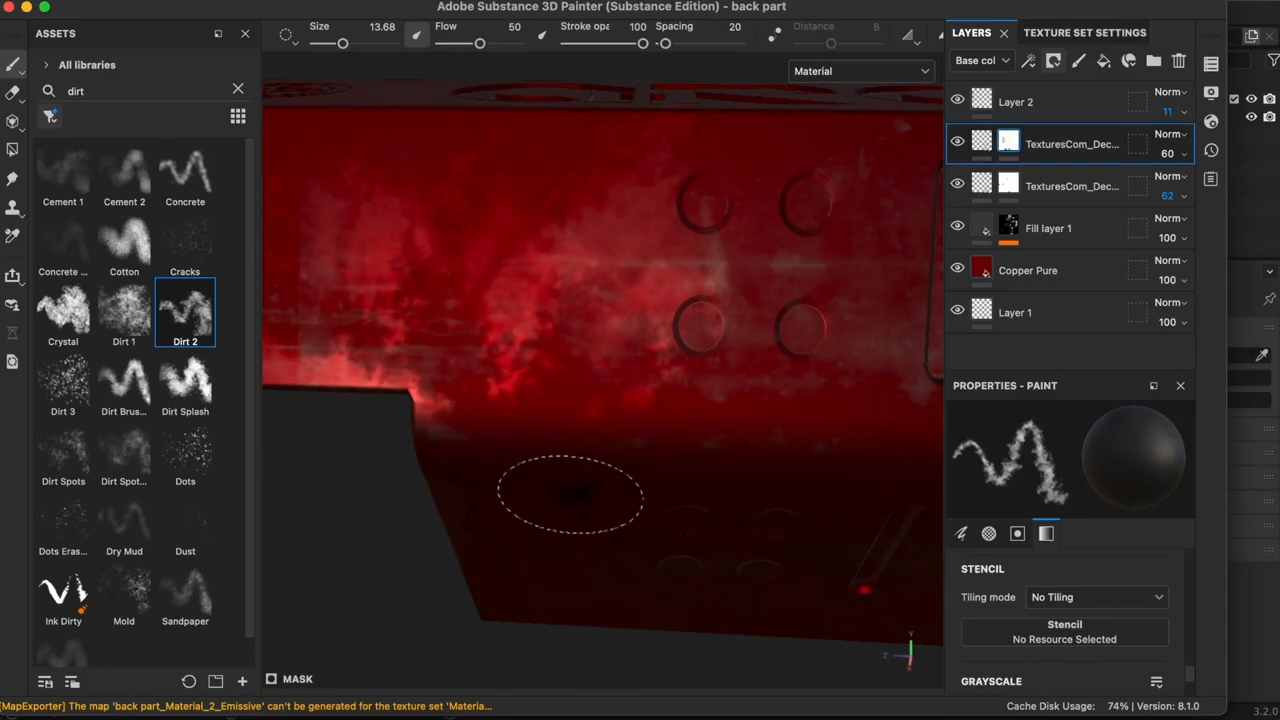 Adobe Substance 3D Painter (Substance Edition) - back part
ASSETS
Size 13.68 Flow 50 Stroke opa 100 Spacing 20 Distance 8
LAYERS TEXTURE SET SETTINGS
All libraries
Base col
dirt
Material
Layer 2 Norm 11
TexturesCom_Dec... Norm 60
TexturesCom_Dec... Norm 62
Fill layer 1 Norm 100
Copper Pure Norm 100
Layer 1 Norm 100
Cement 1 Cement 2 Concrete
Concrete ... Cotton Cracks
Crystal Dirt 1 Dirt 2
Dirt 3 Dirt Brus... Dirt Splash
Dirt Spots Dirt Spot... Dots
Dots Eras... Dry Mud Dust
Ink Dirty Mold Sandpaper
PROPERTIES - PAINT
STENCIL
Tiling mode No Tiling
Stencil
No Resource Selected
GRAYSCALE
Y
Z
MASK
[MapExporter] The map 'back part_Material_2_Emissive' can't be generated for the texture set 'Materia...
Cache Disk Usage: 74% | Version: 8.1.0
3.2.0